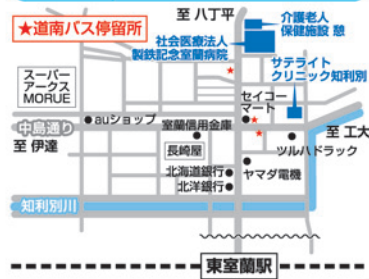 ★道南バス停留所
至 八丁平
介護老人
保健施設 憩
社会医療法人
製鉄記念室蘭病院
サテライト
クリニック知利別
スーパー
アークス
MORUE
セイコー
マート
auショップ
室蘭信用金庫
中島通り
至 伊達
至 工大
長崎屋
ツルハドラック
北海道銀行
北洋銀行
ヤマダ電機
知利別川
東室蘭駅